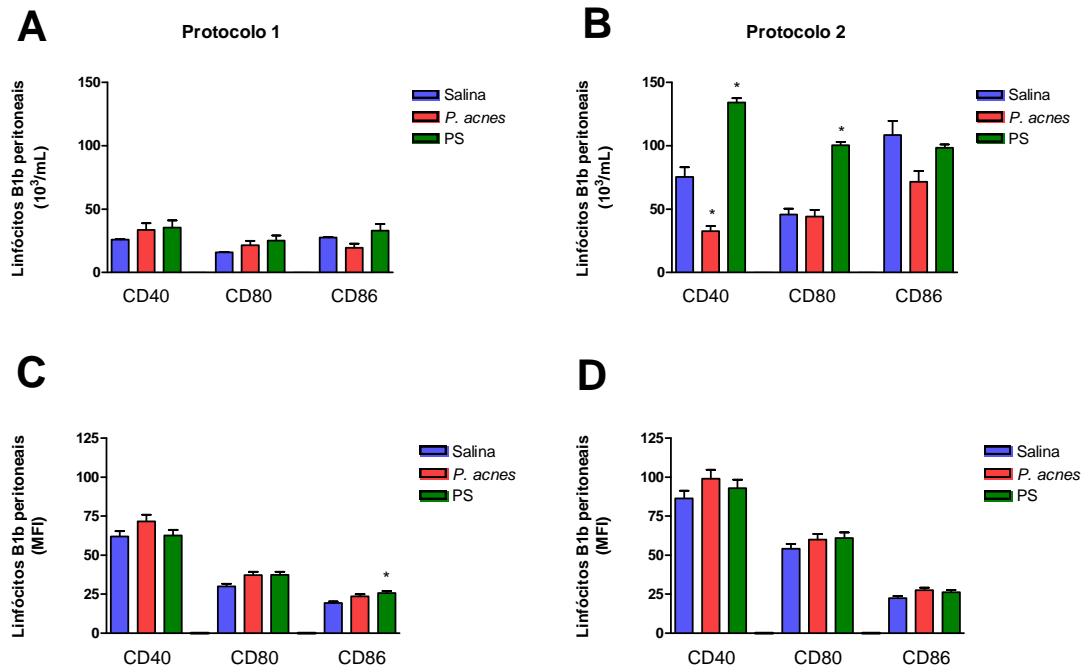 A
Protocolo 1
Linfócitos B1b peritoneais
(10³/mL)
150
100
50
0
CD40
CD80
CD86
Salina
P. acnes
PS
B
Protocolo 2
Linfócitos B1b peritoneais
(10³/mL)
150
100
50
0
*
*
*
CD40
CD80
CD86
Salina
P. acnes
PS
C
Linfócitos B1b peritoneais
(MFI)
125
100
75
50
25
0
*
CD40
CD80
CD86
Salina
P. acnes
PS
D
Linfócitos B1b peritoneais
(MFI)
125
100
75
50
25
0
CD40
CD80
CD86
Salina
P. acnes
PS